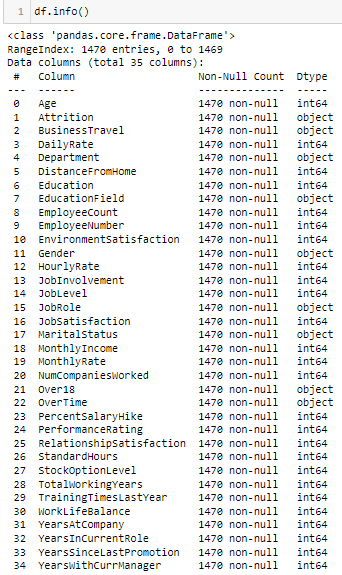 1 df.info()
<class 'pandas.core.frame.DataFrame'>
RangeIndex: 1470 entries, 0 to 1469
Data columns (total 35 columns):
 #   Column                    Non-Null Count  Dtype
---  ------                    --------------  -----
 0   Age                       1470 non-null   int64
 1   Attrition                 1470 non-null   object
 2   BusinessTravel            1470 non-null   object
 3   DailyRate                 1470 non-null   int64
 4   Department                1470 non-null   object
 5   DistanceFromHome          1470 non-null   int64
 6   Education                 1470 non-null   int64
 7   EducationField            1470 non-null   object
 8   EmployeeCount             1470 non-null   int64
 9   EmployeeNumber            1470 non-null   int64
 10  EnvironmentSatisfaction   1470 non-null   int64
 11  Gender                    1470 non-null   object
 12  HourlyRate                1470 non-null   int64
 13  JobInvolvement            1470 non-null   int64
 14  JobLevel                  1470 non-null   int64
 15  JobRole                   1470 non-null   object
 16  JobSatisfaction           1470 non-null   int64
 17  MaritalStatus             1470 non-null   object
 18  MonthlyIncome             1470 non-null   int64
 19  MonthlyRate               1470 non-null   int64
 20  NumCompaniesWorked        1470 non-null   int64
 21  Over18                    1470 non-null   object
 22  OverTime                  1470 non-null   object
 23  PercentSalaryHike         1470 non-null   int64
 24  PerformanceRating         1470 non-null   int64
 25  RelationshipSatisfaction  1470 non-null   int64
 26  StandardHours             1470 non-null   int64
 27  StockOptionLevel          1470 non-null   int64
 28  TotalWorkingYears         1470 non-null   int64
 29  TrainingTimesLastYear     1470 non-null   int64
 30  WorkLifeBalance           1470 non-null   int64
 31  YearsAtCompany            1470 non-null   int64
 32  YearsInCurrentRole        1470 non-null   int64
 33  YearsSinceLastPromotion   1470 non-null   int64
 34  YearsWithCurrManager      1470 non-null   int64